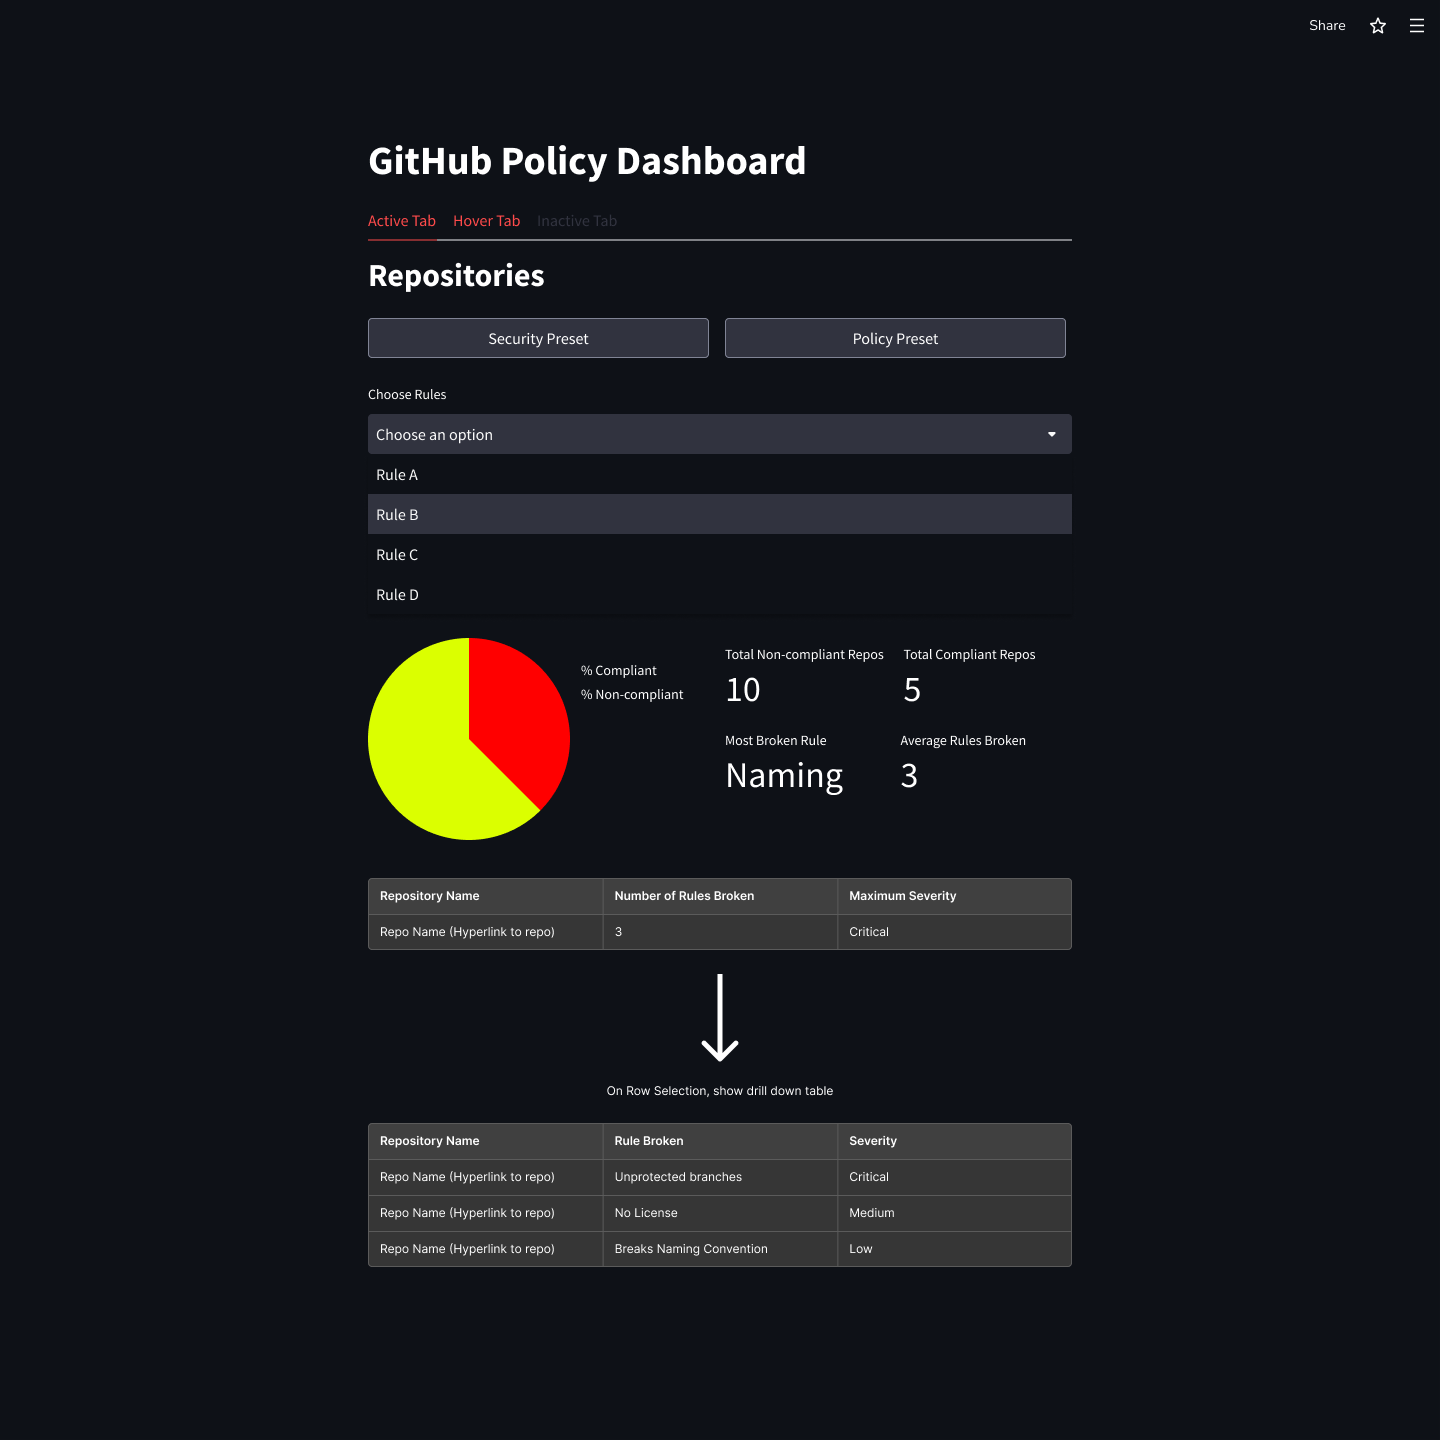 Share
GitHub Policy Dashboard
Active Tab Hover Tab Inactive Tab
Repositories
Security Preset Policy Preset
Choose Rules
Choose an option
Rule A
Rule B
Rule C
Rule D
% Compliant
% Non-compliant
Total Non-compliant Repos Total Compliant Repos
10 5
Most Broken Rule Average Rules Broken
Naming 3
Repository Name Number of Rules Broken Maximum Severity
Repo Name (Hyperlink to repo) 3 Critical
On Row Selection, show drill down table
Repository Name Rule Broken Severity
Repo Name (Hyperlink to repo) Unprotected branches Critical
Repo Name (Hyperlink to repo) No License Medium
Repo Name (Hyperlink to repo) Breaks Naming Convention Low